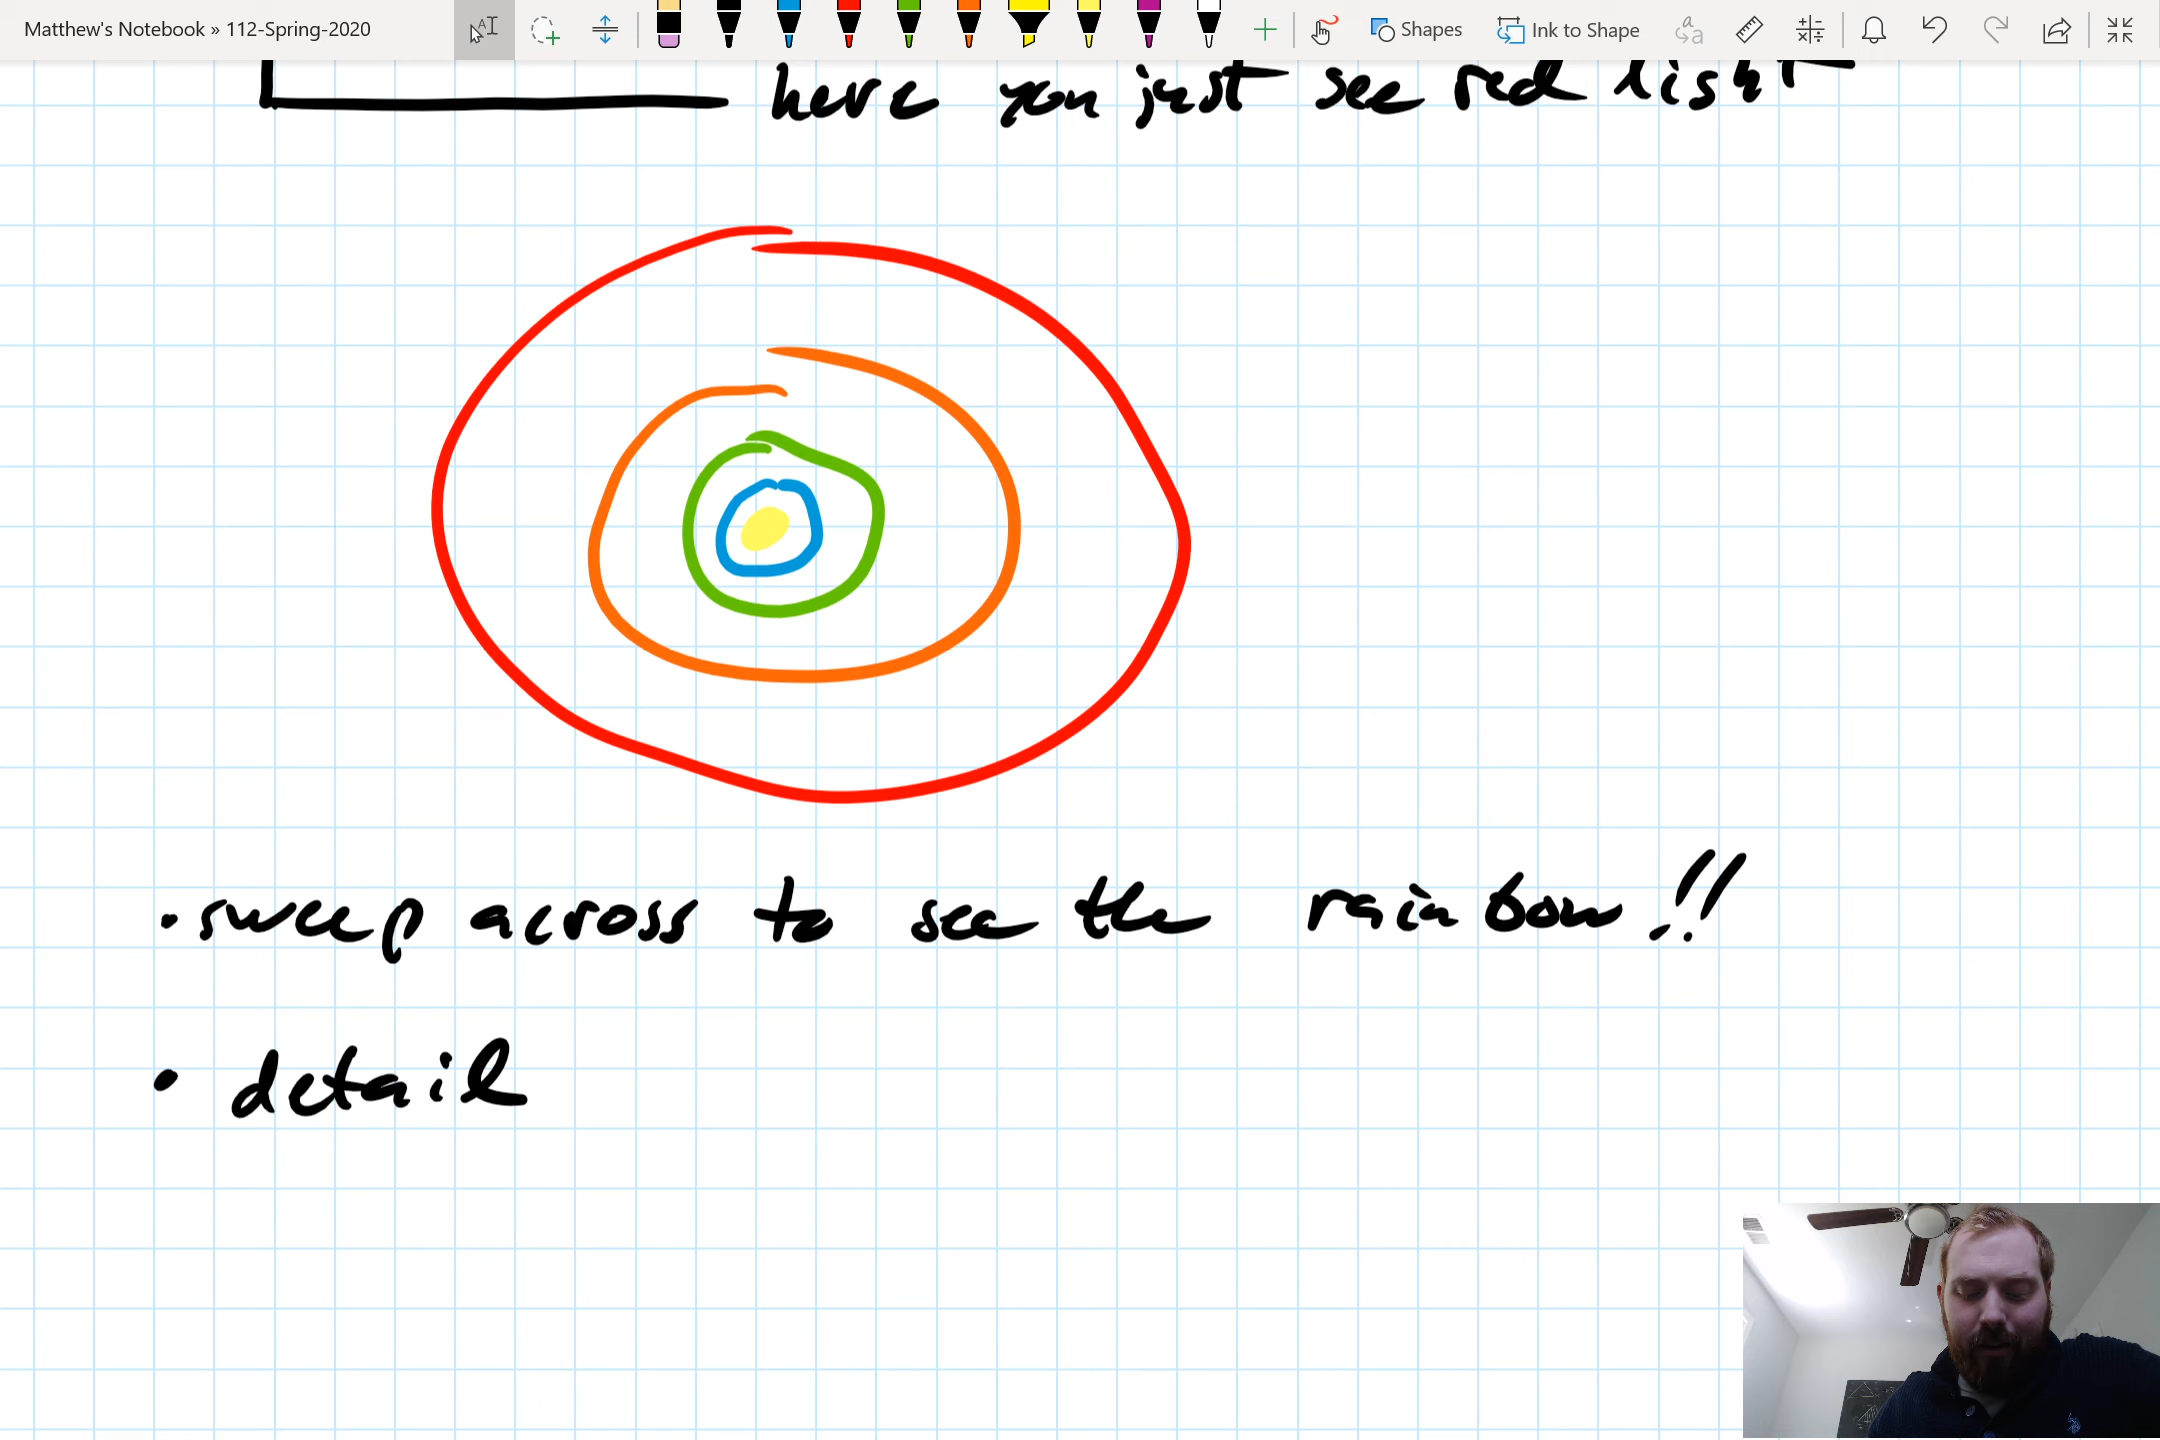 Matthew's Notebook » 112-Spring-2020
Shapes
Ink to Shape
here you just see red light
• sweep across to see the rainbow!!
• detail